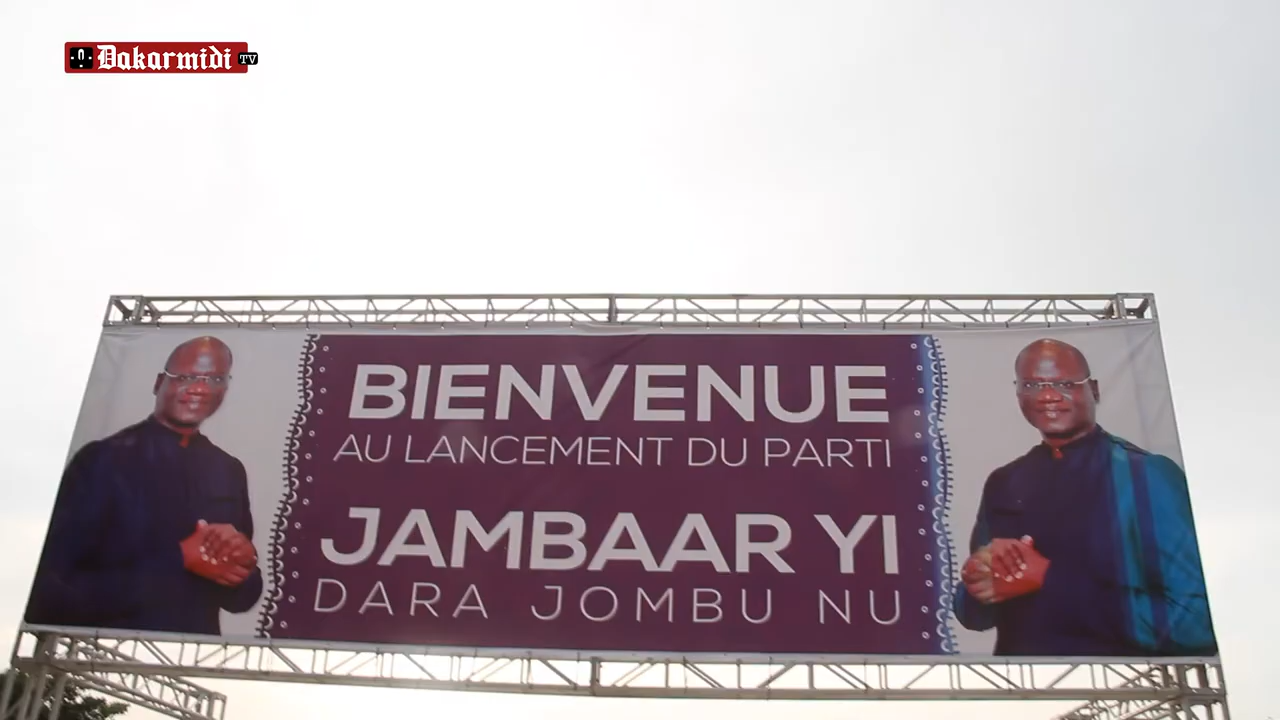 Dakarmidi TV
BIENVENUE
AU LANCEMENT DU PARTI
JAMBAAR YI
DARA JOMBU NU